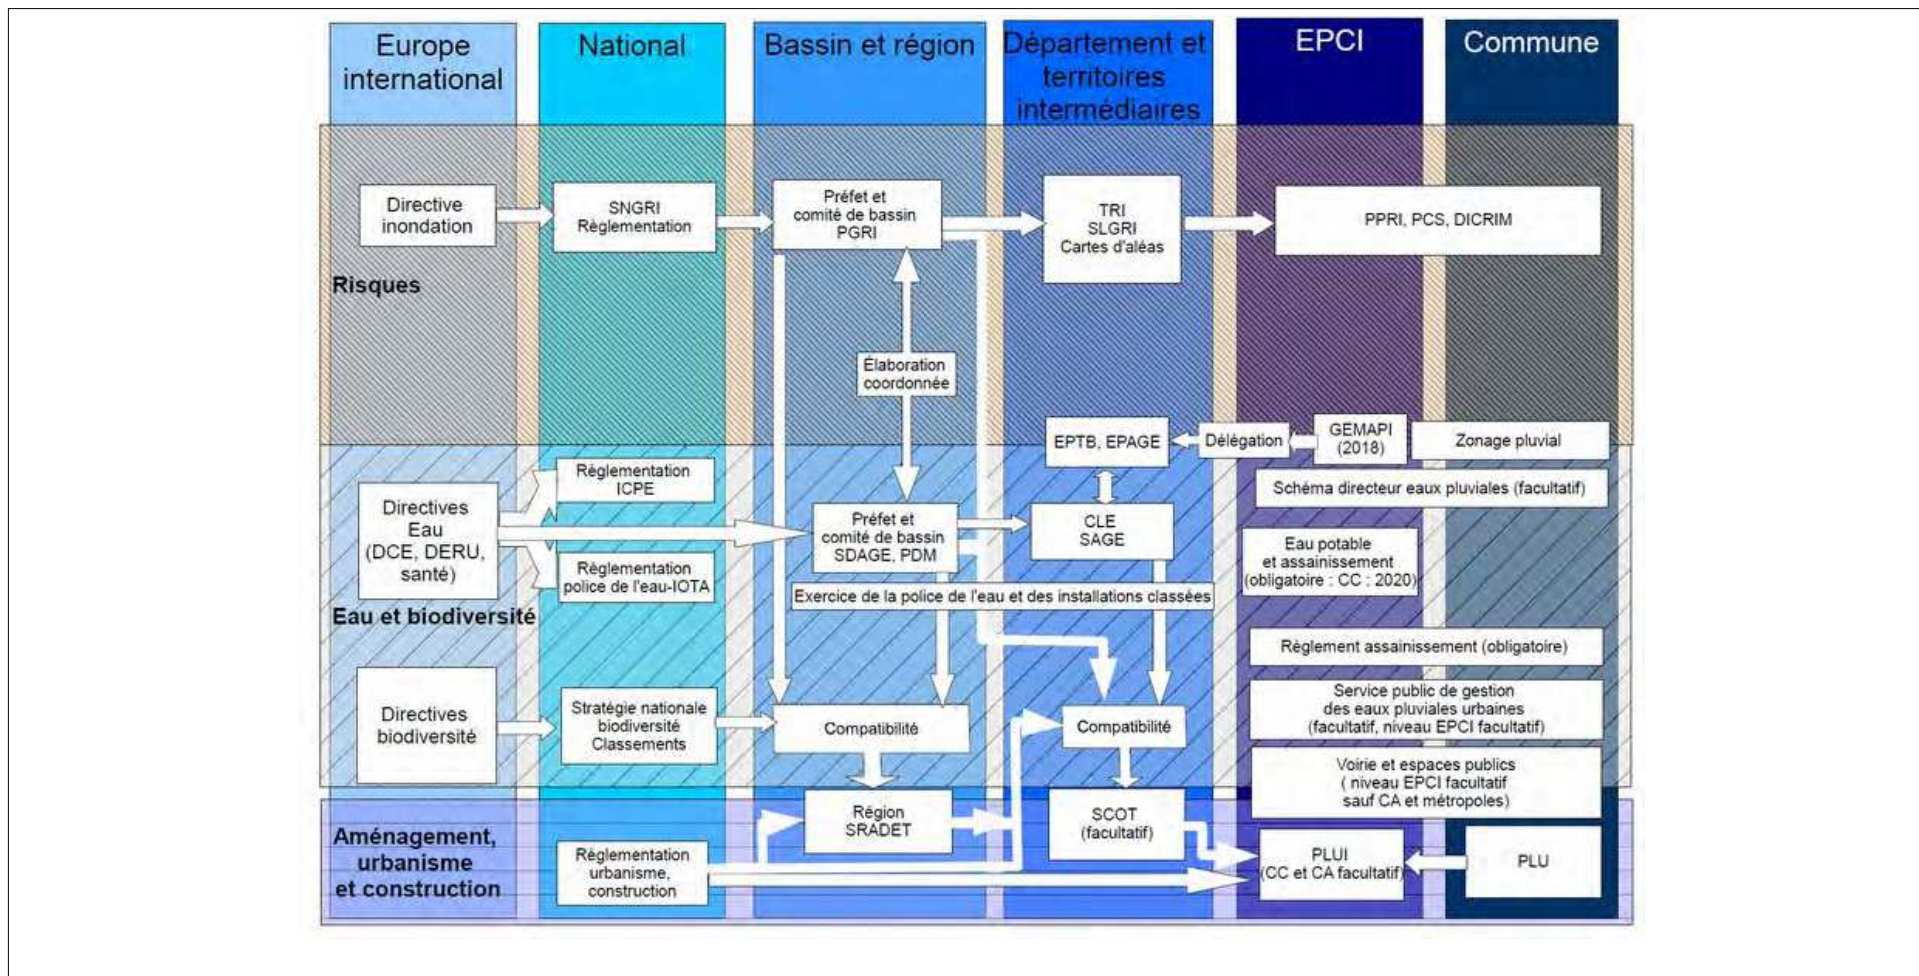 Europe
international
National
Bassin et région
Département et
territoires
intermédiaires
EPCI
Commune
Directive
inondation
SNGRI
Règlementation
Préfet et
comité de bassin
PGRI
TRI
SLGRI
Cartes d'aléas
PPRI, PCS, DICRIM
Risques
Élaboration
coordonnée
EPTB, EPAGE
Délégation
GEMAPI
(2018)
Zonage pluvial
Règlementation
ICPE
Schéma directeur eaux pluviales (facultatif)
Directives
Eau
(DCE, DERU,
santé)
Préfet et
comité de bassin
SDAGE, PDM
CLE
SAGE
Eau potable
et assainissement
(obligatoire : CC : 2020)
Règlementation
police de l'eau-IOTA
Exercice de la police de l'eau et des installations classées
Eau et biodiversité
Règlement assainissement (obligatoire)
Directives
biodiversité
Stratégie nationale
biodiversité
Classements
Compatibilité
Compatibilité
Service public de gestion
des eaux pluviales urbaines
(facultatif, niveau EPCI facultatif)
Voirie et espaces publics
( niveau EPCI facultatif
sauf CA et métropoles)
Région
SRADET
SCOT
(facultatif)
Aménagement,
urbanisme
et construction
Règlementation
urbanisme,
construction
PLUI
(CC et CA facultatif)
PLU